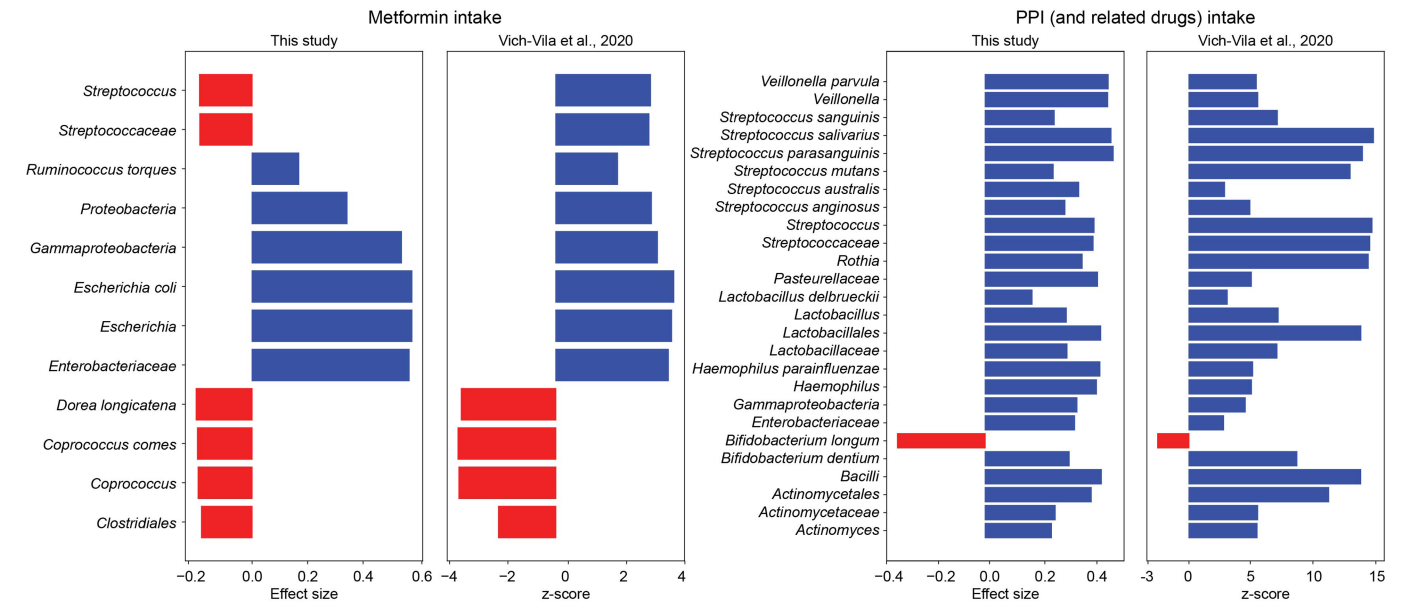 Metformin intake
This study
Vich-Vila et al., 2020
Streptococcus
Streptococcaceae
Ruminococcus torques
Proteobacteria
Gammaproteobacteria
Escherichia coli
Escherichia
Enterobacteriaceae
Dorea longicatena
Coprococcus comes
Coprococcus
Clostridiales
−0.2 0.0 0.2 0.4 0.6
Effect size
−4 −2 0 2 4
z-score
PPI (and related drugs) intake
This study
Vich-Vila et al., 2020
Veillonella parvula
Veillonella
Streptococcus sanguinis
Streptococcus salivarius
Streptococcus parasanguinis
Streptococcus mutans
Streptococcus australis
Streptococcus anginosus
Streptococcus
Streptococcaceae
Rothia
Pasteurellaceae
Lactobacillus delbrueckii
Lactobacillus
Lactobacillales
Lactobacillaceae
Haemophilus parainfluenzae
Haemophilus
Gammaproteobacteria
Enterobacteriaceae
Bifidobacterium longum
Bifidobacterium dentium
Bacilli
Actinomycetales
Actinomycetaceae
Actinomyces
−0.4 −0.2 0.0 0.2 0.4
Effect size
-3 0 5 10 15
z-score